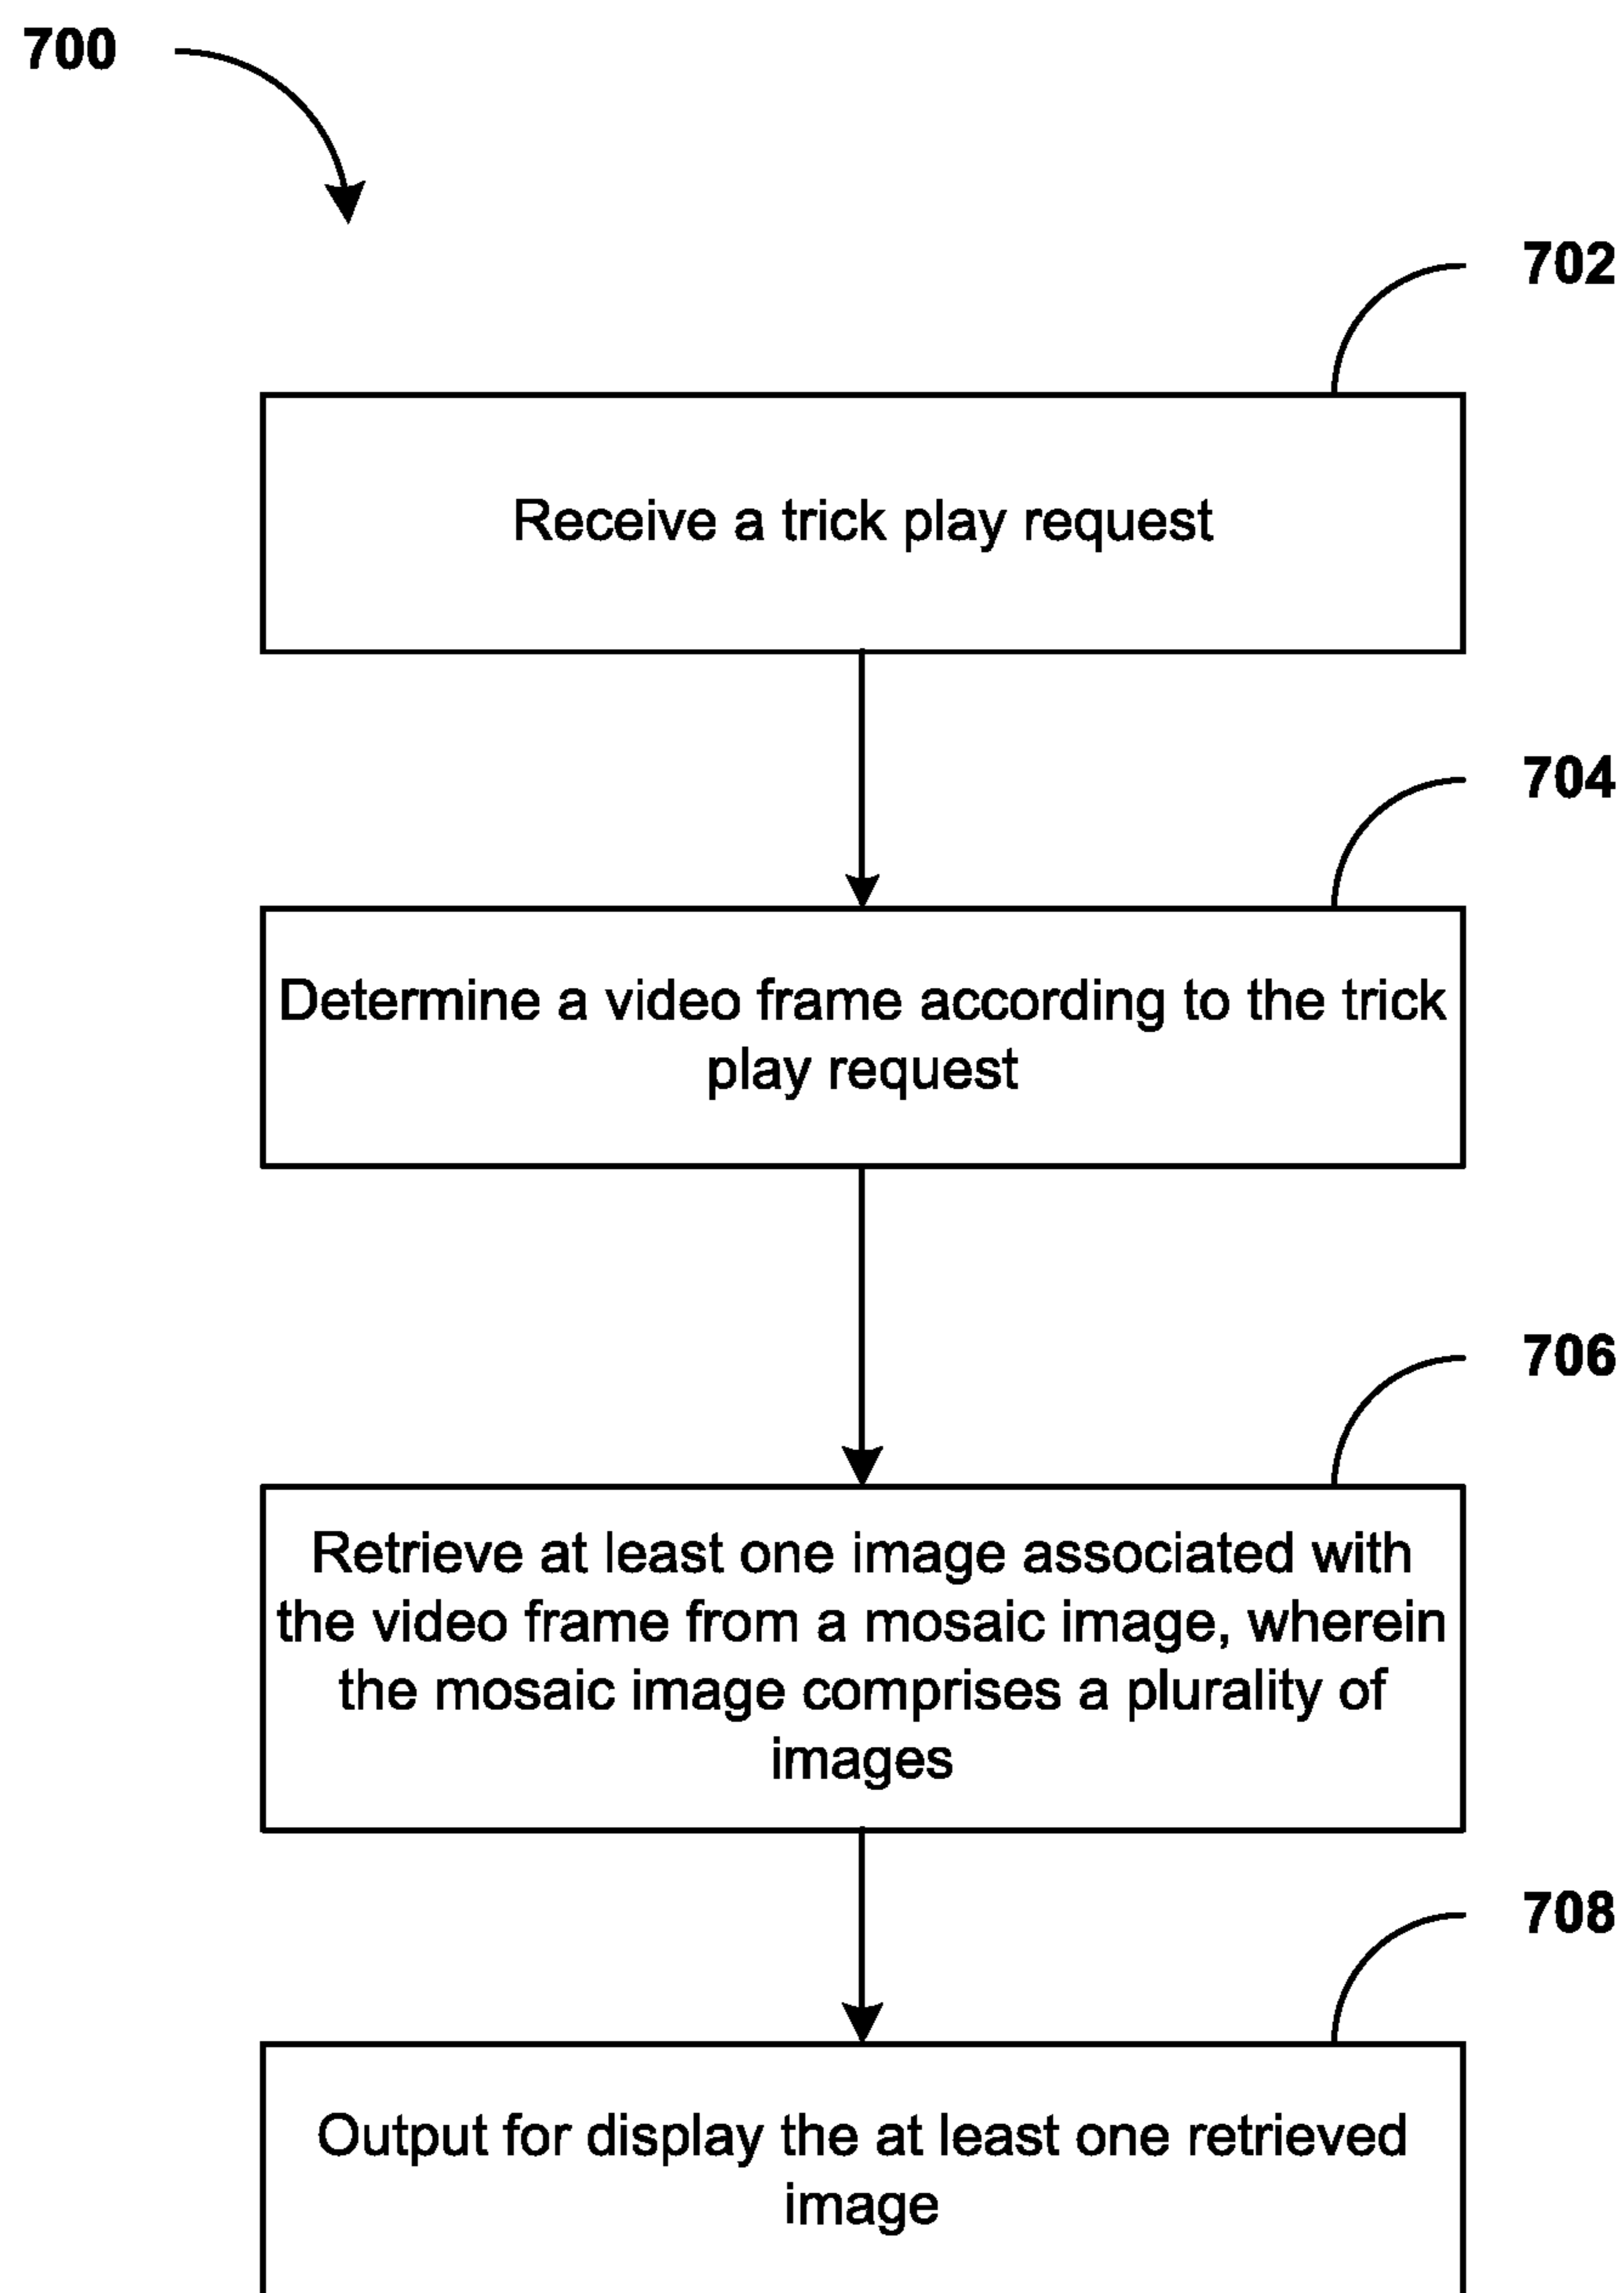 700
702
Receive a trick play request
704
Determine a video frame according to the trick
play request
706
Retrieve at least one image associated with
the video frame from a mosaic image, wherein
the mosaic image comprises a plurality of
images
708
Output for display the at least one retrieved
image